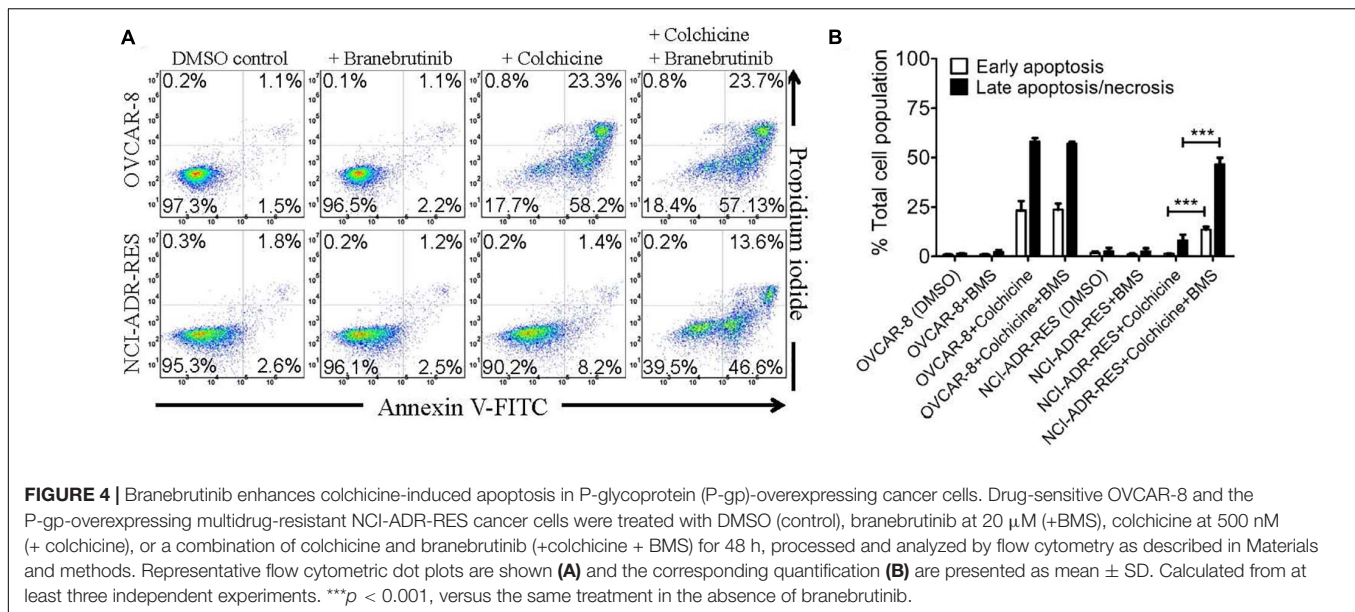 A
DMSO control
+ Branebrutinib
+ Colchicine
+ Colchicine
+ Branebrutinib
OVCAR-8
0.2% 1.1%
97.3% 1.5%
0.1% 1.1%
96.5% 2.2%
0.8% 23.3%
17.7% 58.2%
0.8% 23.7%
18.4% 57.13%
NCI-ADR-RES
0.3% 1.8%
95.3% 2.6%
0.2% 1.2%
96.1% 2.5%
0.2% 1.4%
90.2% 8.2%
0.2% 13.6%
39.5% 46.6%
Propidium iodide
Annexin V-FITC
B
% Total cell population
100
75
50
25
0
Early apoptosis
Late apoptosis/necrosis
***
***
OVCAR-8 (DMSO)
OVCAR-8+BMS
OVCAR-8+Colchicine
OVCAR-8+Colchicine+BMS
NCI-ADR-RES (DMSO)
NCI-ADR-RES+BMS
NCI-ADR-RES+Colchicine
NCI-ADR-RES+Colchicine+BMS
FIGURE 4 | Branebrutinib enhances colchicine-induced apoptosis in P-glycoprotein (P-gp)-overexpressing cancer cells. Drug-sensitive OVCAR-8 and the
P-gp-overexpressing multidrug-resistant NCI-ADR-RES cancer cells were treated with DMSO (control), branebrutinib at 20 μM (+BMS), colchicine at 500 nM
(+ colchicine), or a combination of colchicine and branebrutinib (+colchicine + BMS) for 48 h, processed and analyzed by flow cytometry as described in Materials
and methods. Representative flow cytometric dot plots are shown (A) and the corresponding quantification (B) are presented as mean ± SD. Calculated from at
least three independent experiments. ***p < 0.001, versus the same treatment in the absence of branebrutinib.